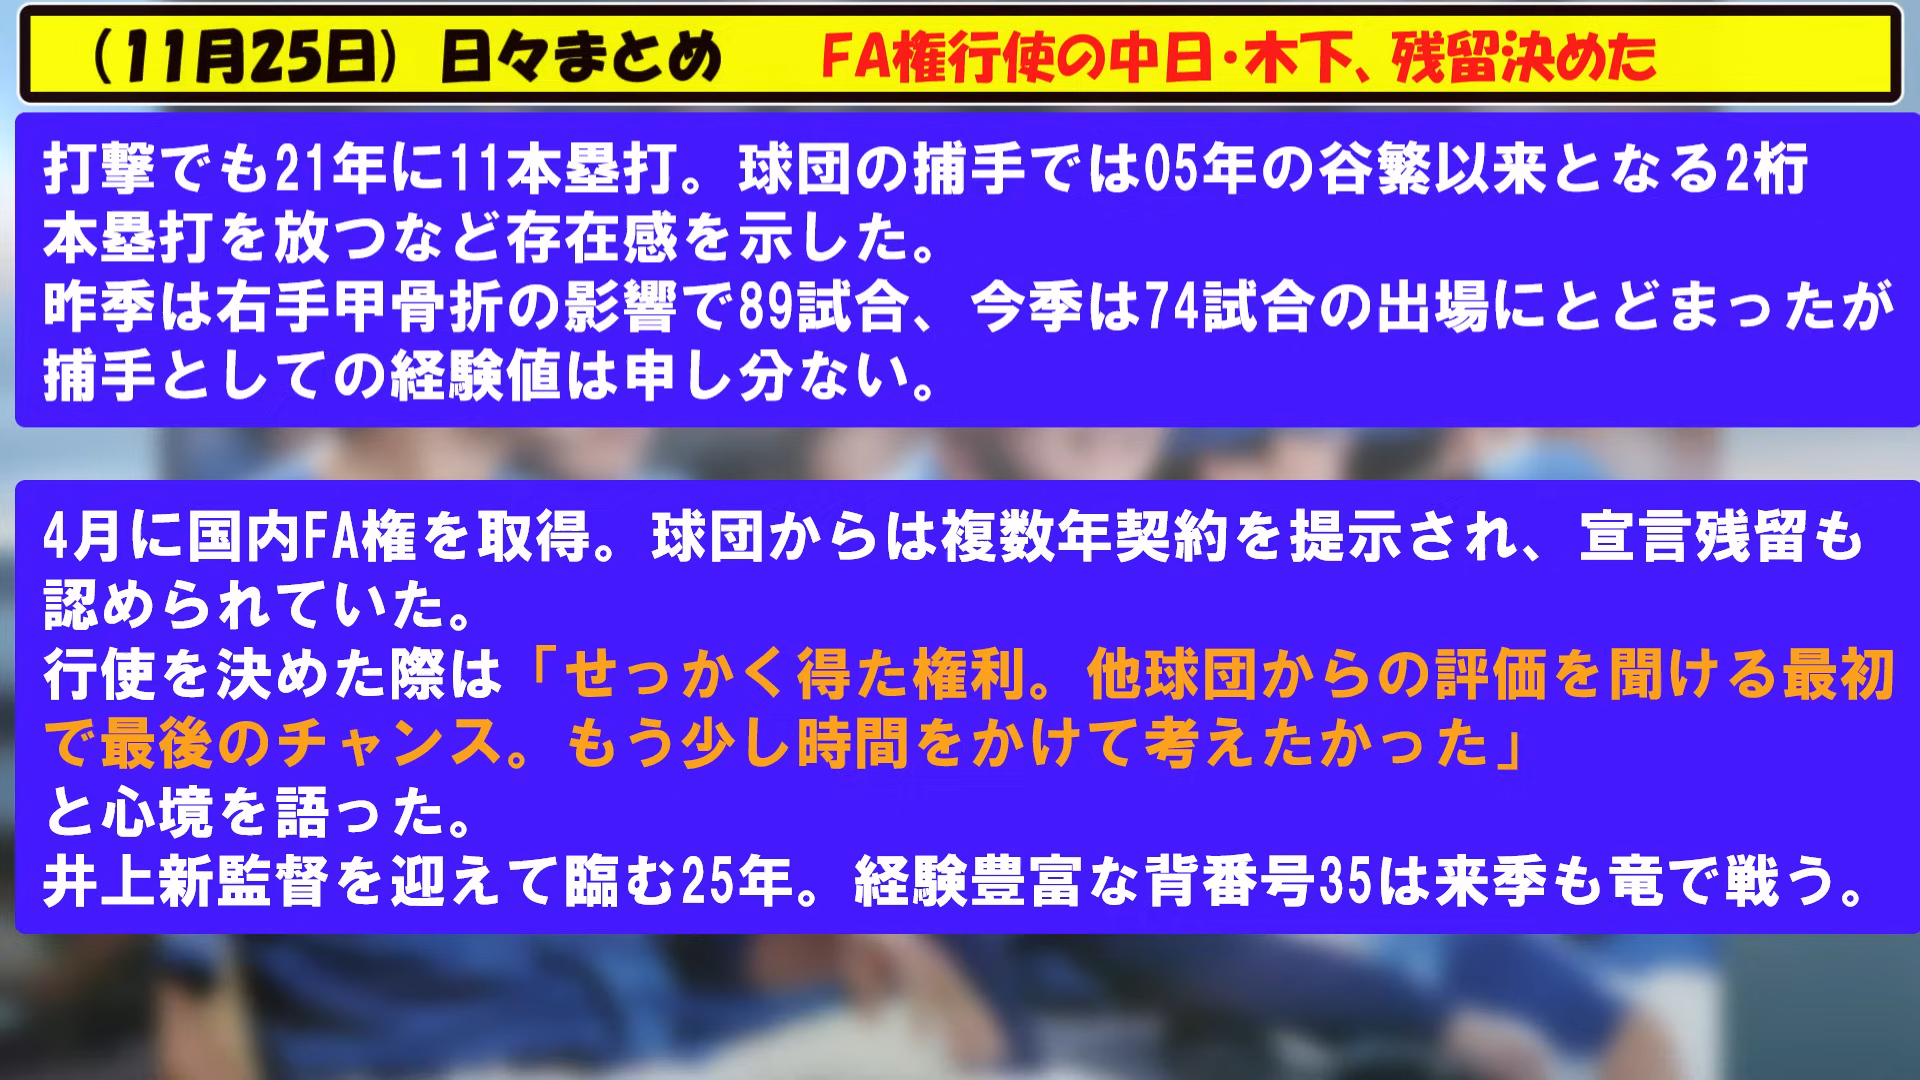 （11月25日）日々まとめ　FA権行使の中日・木下、残留決めた
打撃でも21年に11本塁打。球団の捕手では05年の谷繁以来となる2桁
本塁打を放つなど存在感を示した。
昨季は右手甲骨折の影響で89試合、今季は74試合の出場にとどまったが
捕手としての経験値は申し分ない。
4月に国内FA権を取得。球団からは複数年契約を提示され、宣言残留も
認められていた。
行使を決めた際は「せっかく得た権利。他球団からの評価を聞ける最初
で最後のチャンス。もう少し時間をかけて考えたかった」
と心境を語った。
井上新監督を迎えて臨む25年。経験豊富な背番号35は来季も竜で戦う。